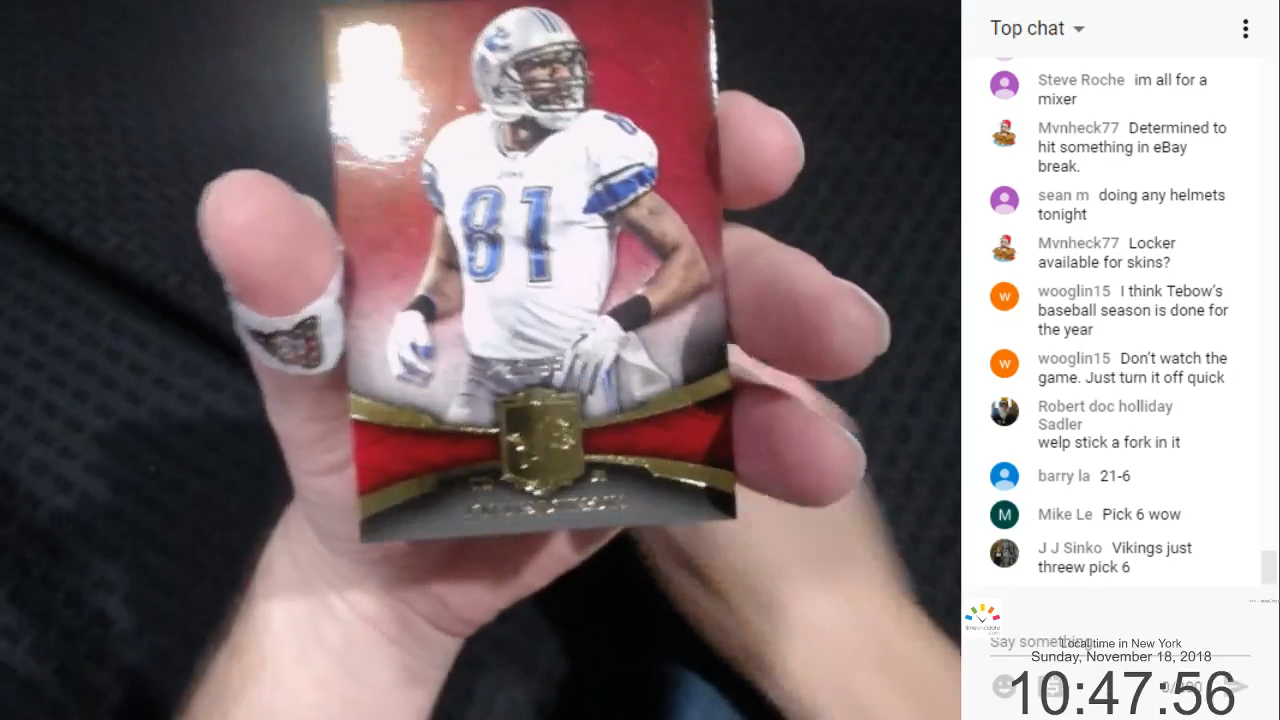 81
Top chat
Steve Roche im all for a
mixer
Mvnheck77 Determined to
hit something in eBay
break.
sean m doing any helmets
tonight
Mvnheck77 Locker
available for skins?
wooglin15 I think Tebow's
baseball season is done for
the year
wooglin15 Don't watch the
game. Just turn it off quick
Robert doc holliday
Sadler
welp stick a fork in it
barry la 21-6
M
Mike Le Pick 6 wow
J J Sinko Vikings just
threew pick 6
Say something
Local time in New York
Sunday, November 18, 2018
10:47:56